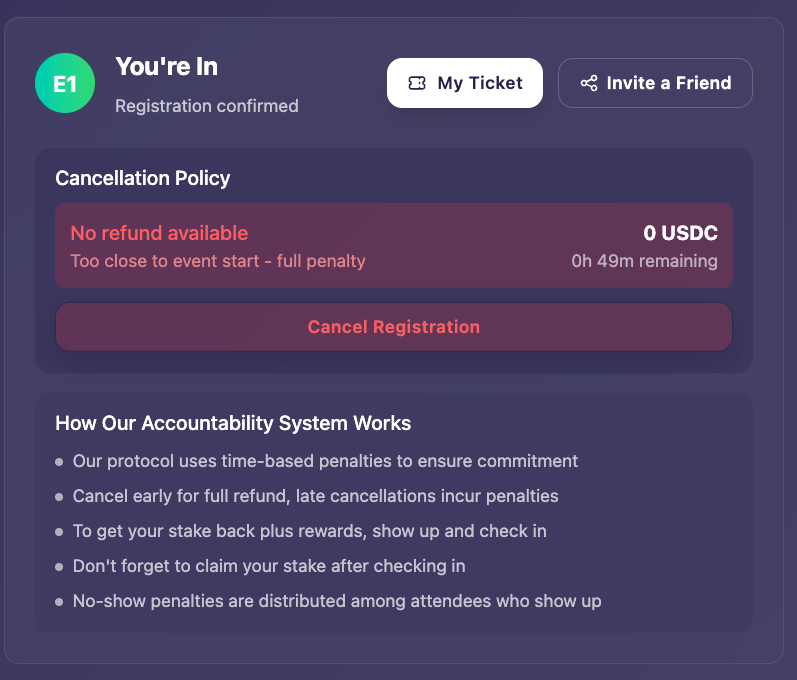 E1
You're In
Registration confirmed
My Ticket
Invite a Friend
Cancellation Policy
No refund available
0 USDC
Too close to event start - full penalty
0h 49m remaining
Cancel Registration
How Our Accountability System Works
Our protocol uses time-based penalties to ensure commitment
Cancel early for full refund, late cancellations incur penalties
To get your stake back plus rewards, show up and check in
Don't forget to claim your stake after checking in
No-show penalties are distributed among attendees who show up